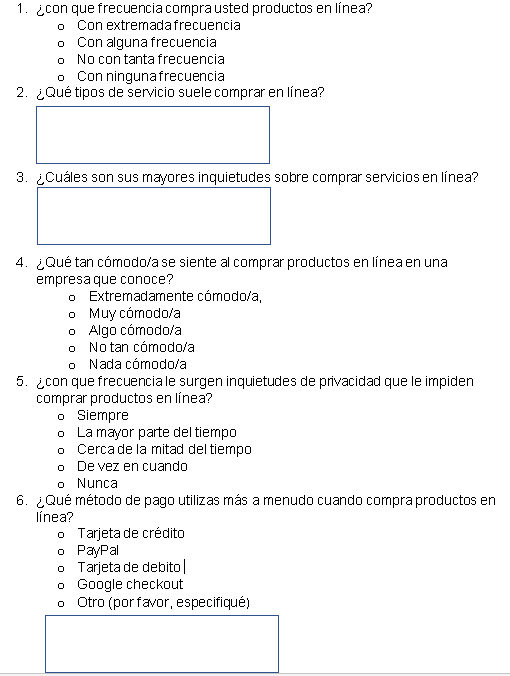 1. ¿con que frecuencia compra usted productos en línea?
o Con extremada frecuencia
o Con alguna frecuencia
o No con tanta frecuencia
o Con ninguna frecuencia
2. ¿Qué tipos de servicio suele comprar en línea?
3. ¿Cuáles son sus mayores inquietudes sobre comprar servicios en línea?
4. ¿Qué tan cómodo/a se siente al comprar productos en línea en una
empresa que conoce?
o Extremadamente cómodo/a,
o Muy cómodo/a
o Algo cómodo/a
o No tan cómodo/a
o Nada cómodo/a
5. ¿con que frecuencia le surgen inquietudes de privacidad que le impiden
comprar productos en línea?
o Siempre
o La mayor parte del tiempo
o Cerca de la mitad del tiempo
o De vez en cuando
o Nunca
6. ¿Qué método de pago utilizas más a menudo cuando compra productos en
línea?
o Tarjeta de crédito
o PayPal
o Tarjeta de debito
o Google checkout
o Otro (por favor, especifiqué)